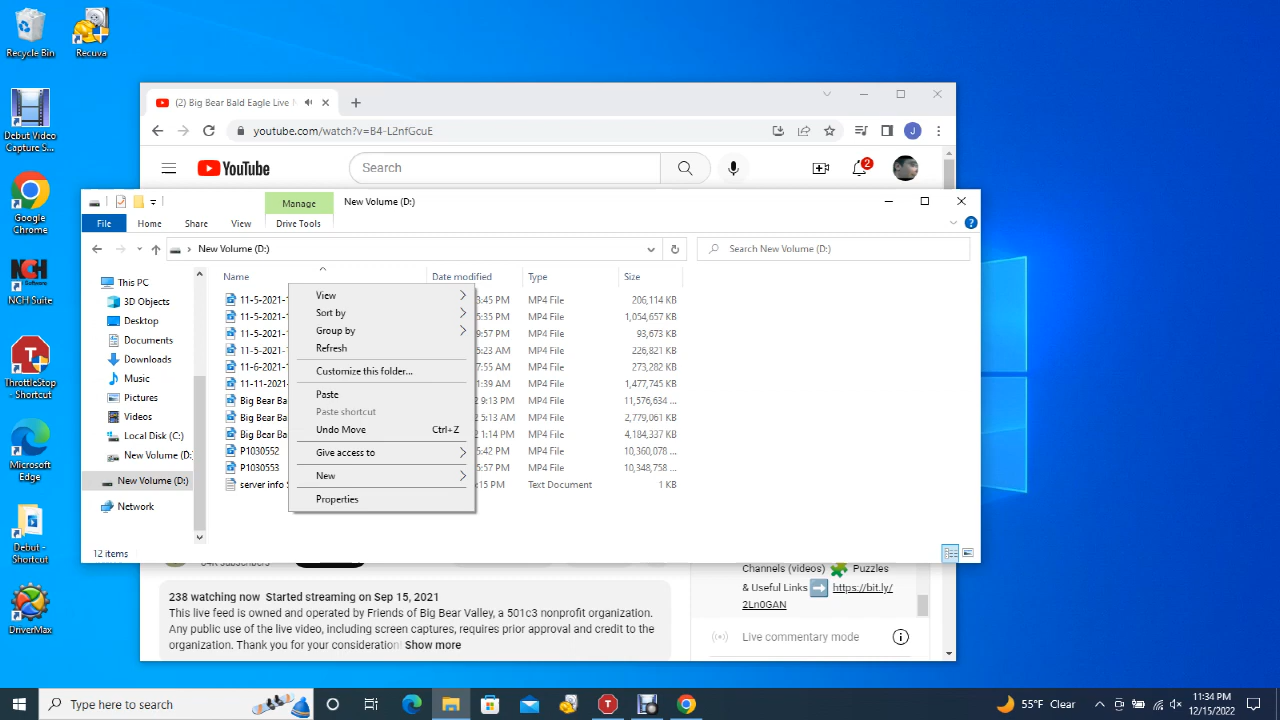 Recycle Bin
Recuva
Debut Video
Capture S...
Google
Chrome
NCH Suite
ThrottleStop
- Shortcut
Microsoft
Edge
Debut -
Shortcut
DriverMax
(2) Big Bear Bald Eagle Live
youtube.com/watch?v=B4-L2nfGcuE
J
YouTube
Search
2
Manage
New Volume (D:)
File
Home
Share
View
Drive Tools
New Volume (D:)
Search New Volume (D:)
Name
Date modified
Type
Size
This PC
3D Objects
Desktop
Documents
Downloads
Music
Pictures
Videos
Local Disk (C:)
New Volume (D:
New Volume (D:)
Network
11-5-2021- 3:45 PM MP4 File 206,114 KB
11-5-2021- 5:35 PM MP4 File 1,054,657 KB
11-5-2021- 9:57 PM MP4 File 93,673 KB
11-5-2021- 5:23 AM MP4 File 226,821 KB
11-6-2021- 7:55 AM MP4 File 273,282 KB
11-11-2021 1:39 AM MP4 File 1,477,745 KB
Big Bear Ba 2 9:13 PM MP4 File 11,576,634 ...
Big Bear Ba 2 5:13 AM MP4 File 2,779,061 KB
Big Bear Ba 2 1:14 PM MP4 File 4,184,337 KB
P1030552 5:42 PM MP4 File 10,360,078 ...
P1030553 5:57 PM MP4 File 10,348,758 ...
server info :15 PM Text Document 1 KB
View
Sort by
Group by
Refresh
Customize this folder...
Paste
Paste shortcut
Undo Move Ctrl+Z
Give access to
New
Properties
12 items
subscribers
238 watching now Started streaming on Sep 15, 2021
This live feed is owned and operated by Friends of Big Bear Valley, a 501c3 nonprofit organization.
Any public use of the live video, including screen captures, requires prior approval and credit to the
organization. Thank you for your consideration! Show more
Channels (videos) Puzzles
& Useful Links https://bit.ly/
2Ln0GAN
Live commentary mode
Type here to search
T
55°F Clear
11:34 PM
12/15/2022